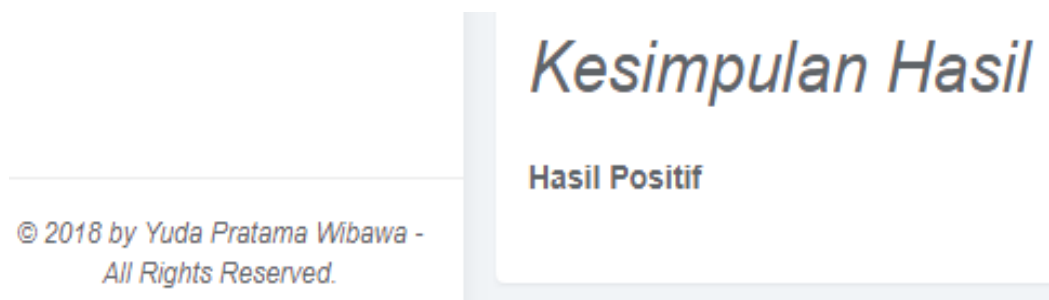 Kesimpulan Hasil
Hasil Positif
© 2018 by Yuda Pratama Wibawa -
All Rights Reserved.